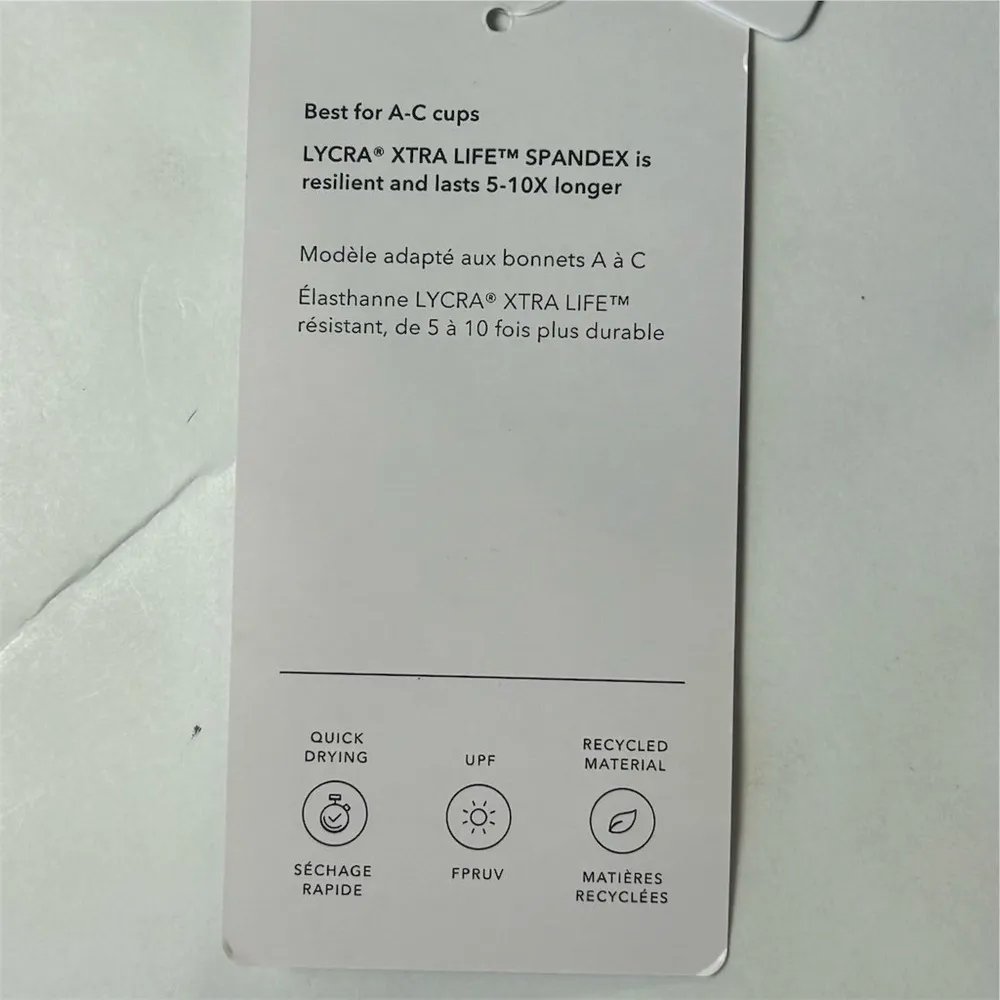 Best for A-C cups
LYCRA® XTRA LIFE™ SPANDEX is
resilient and lasts 5-10X longer
Modèle adapté aux bonnets A à C
Élasthanne LYCRA® XTRA LIFE™
résistant, de 5 à 10 fois plus durable
QUICK
DRYING
SÉCHAGE
RAPIDE
UPF
FPRUV
RECYCLED
MATERIAL
MATIÈRES
RECYCLÉES